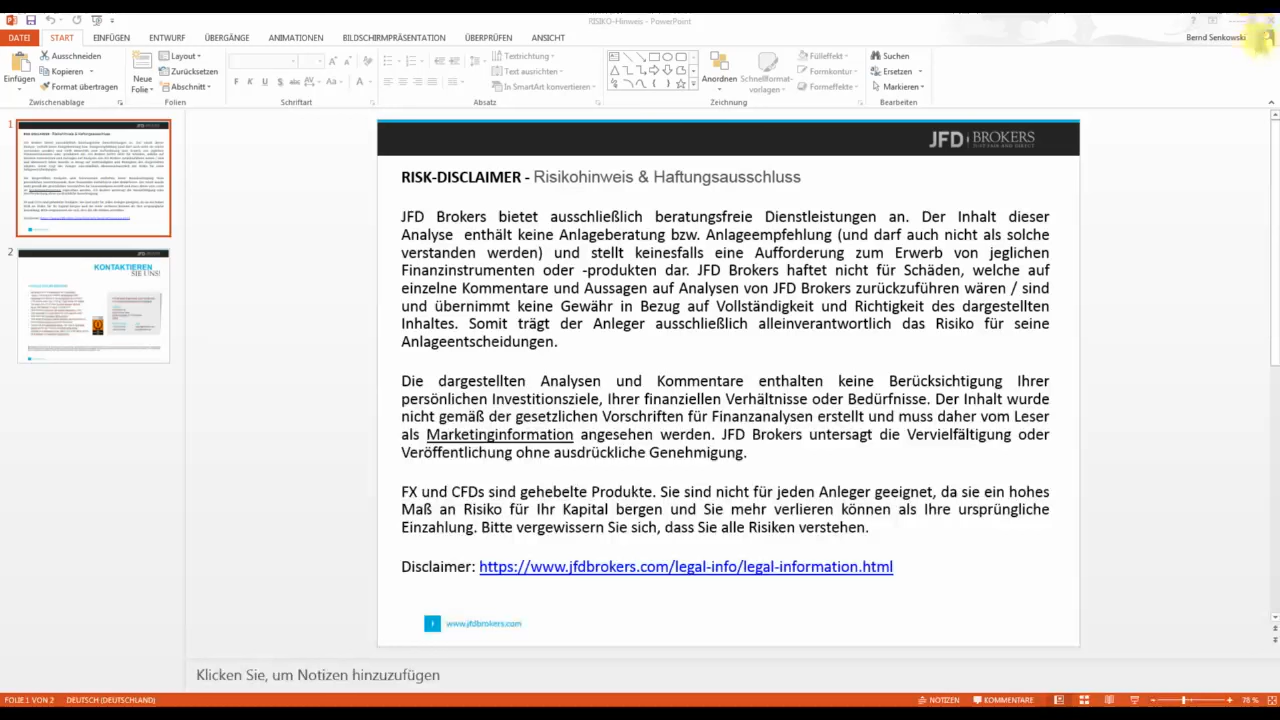 RISIKO-Hinweis - PowerPoint
DATEI START EINFÜGEN ENTWURF ÜBERGÄNGE ANIMATIONEN BILDSCHIRMPRÄSENTATION ÜBERPRÜFEN ANSICHT Bernd Senkowski
Ausschneiden Layout Textrichtung Fülleffekt Suchen
Einfügen Kopieren Neue Folie Zurücksetzen Text ausrichten Anordnen Schnellformat-vorlagen Formkontur Ersetzen
Format übertragen Abschnitt In SmartArt konvertieren Formeffekte Markieren
Zwischenablage Folien Schriftart Absatz Zeichnung Bearbeiten
1
2
KONTAKTIEREN
SIE UNS!
JFD BROKERS
JUST FAIR AND DIRECT
RISK-DISCLAIMER - Risikohinweis & Haftungsausschluss
JFD Brokers bietet ausschließlich beratungsfreie Dienstleistungen an. Der Inhalt dieser
Analyse enthält keine Anlageberatung bzw. Anlageempfehlung (und darf auch nicht als solche
verstanden werden) und stellt keinesfalls eine Aufforderung zum Erwerb von jeglichen
Finanzinstrumenten oder -produkten dar. JFD Brokers haftet nicht für Schäden, welche auf
einzelne Kommentare und Aussagen auf Analysen von JFD Brokers zurückzuführen wären / sind
und übernimmt keine Gewähr in Bezug auf Vollständigkeit und Richtigkeit des dargestellten
Inhaltes. Somit trägt der Anleger ausschließlich alleinverantwortlich das Risiko für seine
Anlageentscheidungen.
Die dargestellten Analysen und Kommentare enthalten keine Berücksichtigung Ihrer
persönlichen Investitionsziele, Ihrer finanziellen Verhältnisse oder Bedürfnisse. Der Inhalt wurde
nicht gemäß der gesetzlichen Vorschriften für Finanzanalysen erstellt und muss daher vom Leser
als Marketinginformation angesehen werden. JFD Brokers untersagt die Vervielfältigung oder
Veröffentlichung ohne ausdrückliche Genehmigung.
FX und CFDs sind gehebelte Produkte. Sie sind nicht für jeden Anleger geeignet, da sie ein hohes
Maß an Risiko für Ihr Kapital bergen und Sie mehr verlieren können als Ihre ursprüngliche
Einzahlung. Bitte vergewissern Sie sich, dass Sie alle Risiken verstehen.
Disclaimer: https://www.jfdbrokers.com/legal-info/legal-information.html
www.jfdbrokers.com
Klicken Sie, um Notizen hinzuzufügen
FOLIE 1 VON 2 DEUTSCH (DEUTSCHLAND) NOTIZEN KOMMENTARE 78 %